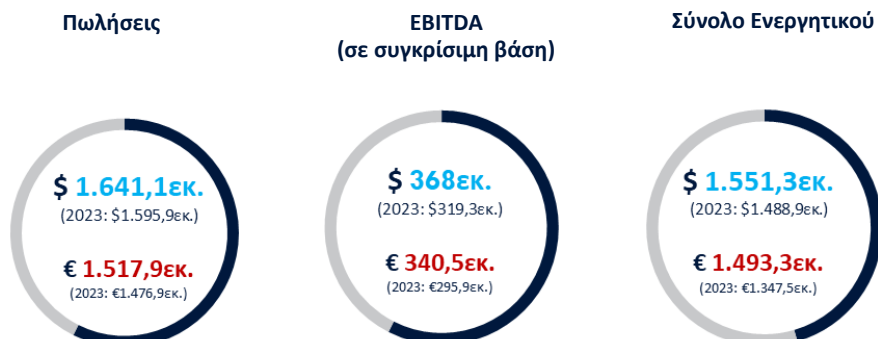 Πωλήσεις
$ 1.641,1εκ.
(2023: $1.595,9εκ.)
€ 1.517,9εκ.
(2023: €1.476,9εκ.)
EBITDA
(σε συγκρίσιμη βάση)
$ 368εκ.
(2023: $319,3εκ.)
€ 340,5εκ.
(2023: €295,9εκ.)
Σύνολο Ενεργητικού
$ 1.551,3εκ.
(2023: $1.488,9εκ.)
€ 1.493,3εκ.
(2023: €1.347,5εκ.)